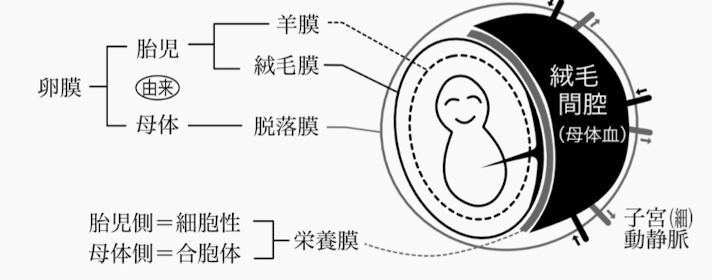 羊膜
胎児
絨毛膜
卵膜
由来
母体
脱落膜
絨毛
間腔
(母体血)
胎児側=細胞性
母体側=合胞体
栄養膜
子宮(細)
動静脈